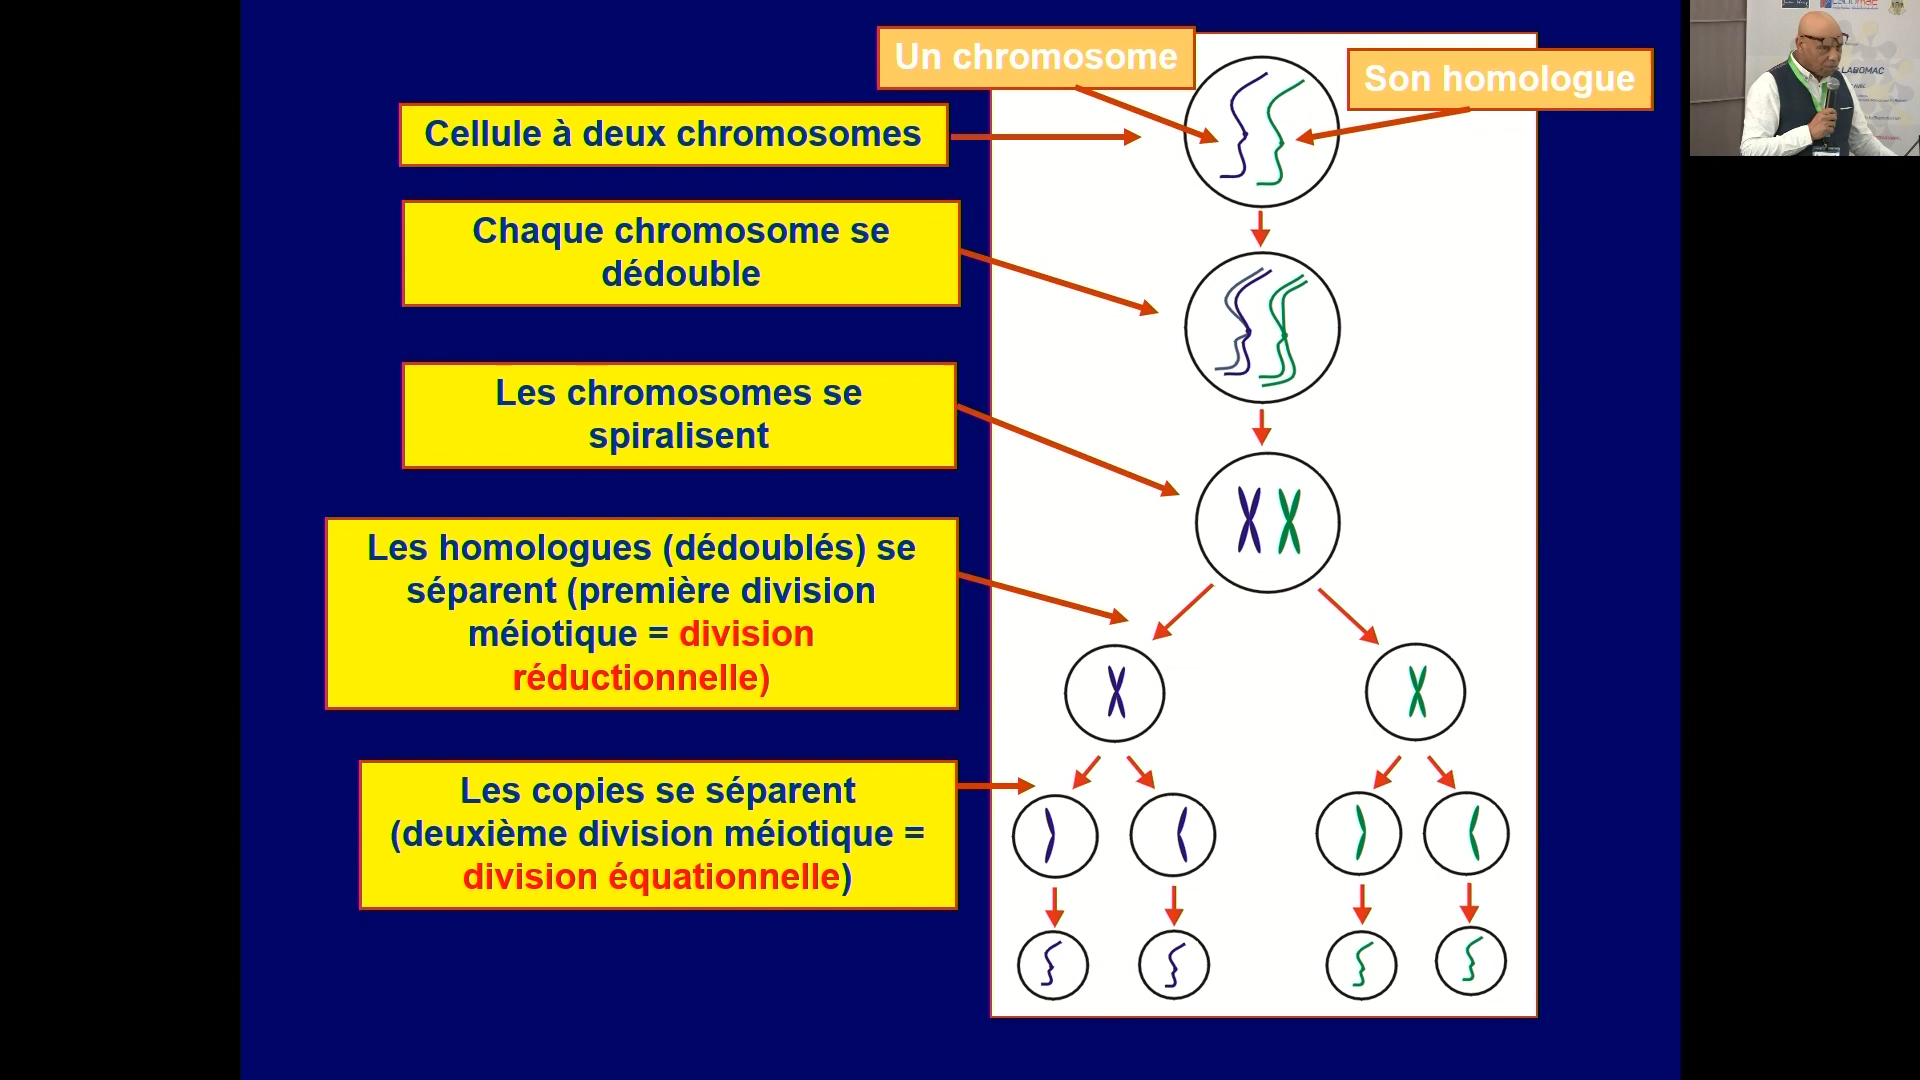 Un chromosome
Son homologue
Cellule à deux chromosomes
Chaque chromosome se
dédouble
Les chromosomes se
spiralisent
Les homologues (dédoublés) se
séparent (première division
méiotique = division
réductionnelle)
Les copies se séparent
(deuxième division méiotique =
division équationnelle)
LABOMAC